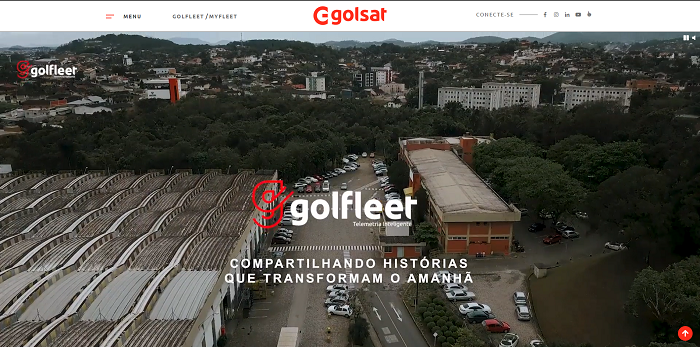 MENU
GOLFLEET / MYFLEET
golsat
CONECTE-SE
golfleet
golfleet
Telemetria Inteligente
COMPARTILHANDO HISTÓRIAS
QUE TRANSFORMAM O AMANHÃ